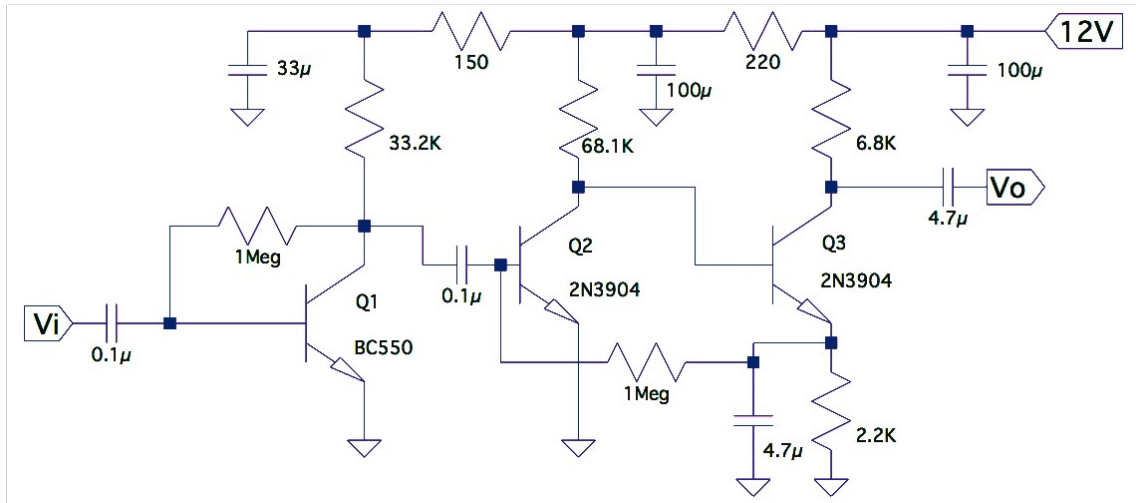 12V
33µ
150
100µ
220
100µ
33.2K
68.1K
6.8K
Vo
4.7µ
1Meg
Q2
Q3
0.1µ
2N3904
2N3904
Q1
Vi
0.1µ
BC550
1Meg
4.7µ
2.2K